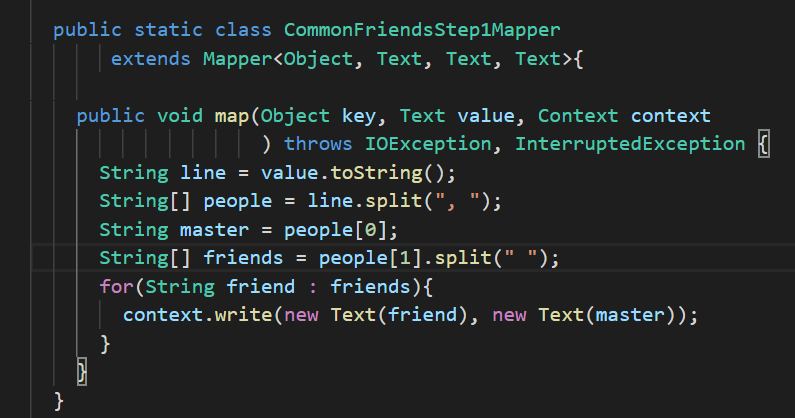 public static class CommonFriendsStep1Mapper
extends Mapper<Object, Text, Text, Text>{
public void map(Object key, Text value, Context context
) throws IOException, InterruptedException {
String line = value.toString();
String[] people = line.split(", ");
String master = people[0];
String[] friends = people[1].split(" ");
for(String friend : friends){
context.write(new Text(friend), new Text(master));
}
}
}